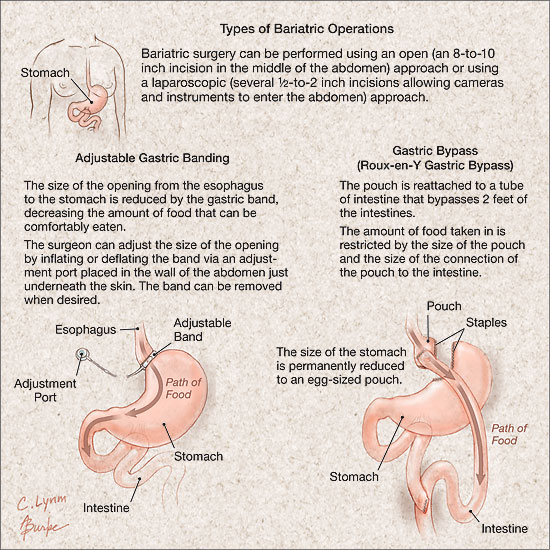 Types of Bariatric Operations
Bariatric surgery can be performed using an open (an 8-to-10
inch incision in the middle of the abdomen) approach or using
a laparoscopic (several ½-to-2 inch incisions allowing cameras
and instruments to enter the abdomen) approach.
Stomach
Adjustable Gastric Banding
The size of the opening from the esophagus
to the stomach is reduced by the gastric band,
decreasing the amount of food that can be
comfortably eaten.
The surgeon can adjust the size of the opening
by inflating or deflating the band via an adjust-
ment port placed in the wall of the abdomen just
underneath the skin. The band can be removed
when desired.
Esophagus
Adjustable
Band
Adjustment
Port
Path of
Food
Stomach
Intestine
Gastric Bypass
(Roux-en-Y Gastric Bypass)
The pouch is reattached to a tube
of intestine that bypasses 2 feet of
the intestines.
The amount of food taken in is
restricted by the size of the pouch
and the size of the connection of
the pouch to the intestine.
Pouch
Staples
The size of the stomach
is permanently reduced
to an egg-sized pouch.
Path of
Food
Stomach
Intestine
C. Lynm
Burke